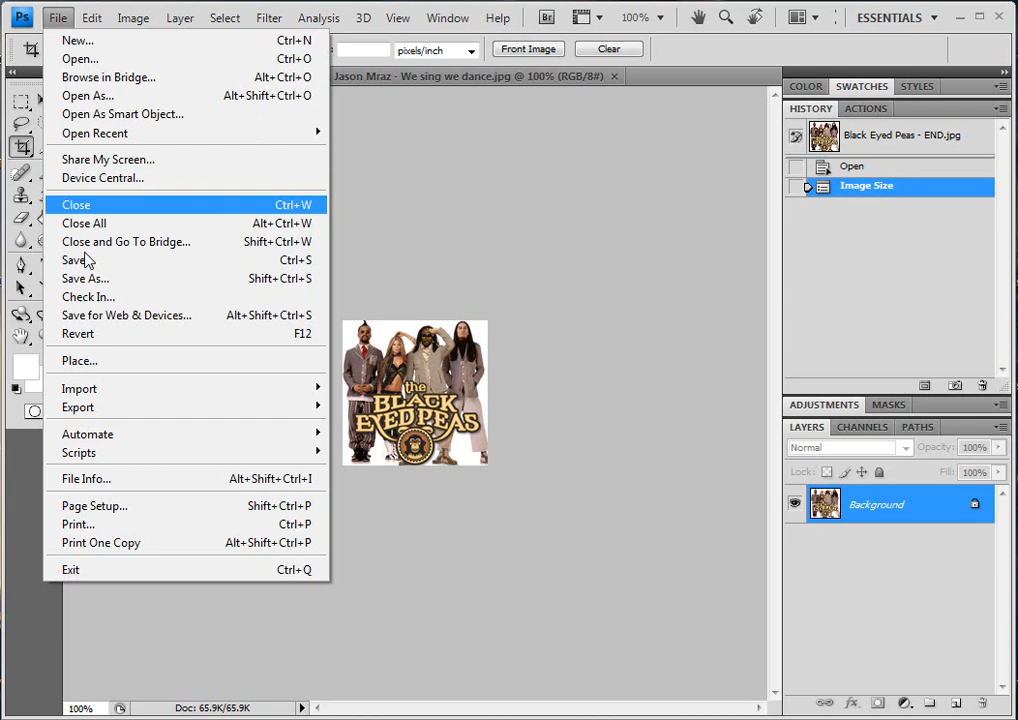 Ps File Edit Image Layer Select Filter Analysis 3D View Window Help Br 100% ESSENTIALS
pixels/inch Front Image Clear
Jason Mraz - We sing we dance.jpg @ 100% (RGB/8#)
New... Ctrl+N
Open... Ctrl+O
Browse in Bridge... Alt+Ctrl+O
Open As... Alt+Shift+Ctrl+O
Open As Smart Object...
Open Recent
Share My Screen...
Device Central...
Close Ctrl+W
Close All Alt+Ctrl+W
Close and Go To Bridge... Shift+Ctrl+W
Save Ctrl+S
Save As... Shift+Ctrl+S
Check In...
Save for Web & Devices... Alt+Shift+Ctrl+S
Revert F12
Place...
Import
Export
Automate
Scripts
File Info... Alt+Shift+Ctrl+I
Page Setup... Shift+Ctrl+P
Print... Ctrl+P
Print One Copy Alt+Shift+Ctrl+P
Exit Ctrl+Q
the
BLACK
EYED PEAS
COLOR SWATCHES STYLES
HISTORY ACTIONS
Black Eyed Peas - END.jpg
Open
Image Size
ADJUSTMENTS MASKS
LAYERS CHANNELS PATHS
Normal Opacity: 100%
Lock: Fill: 100%
Background
fx
100% Doc: 65.9K/65.9K